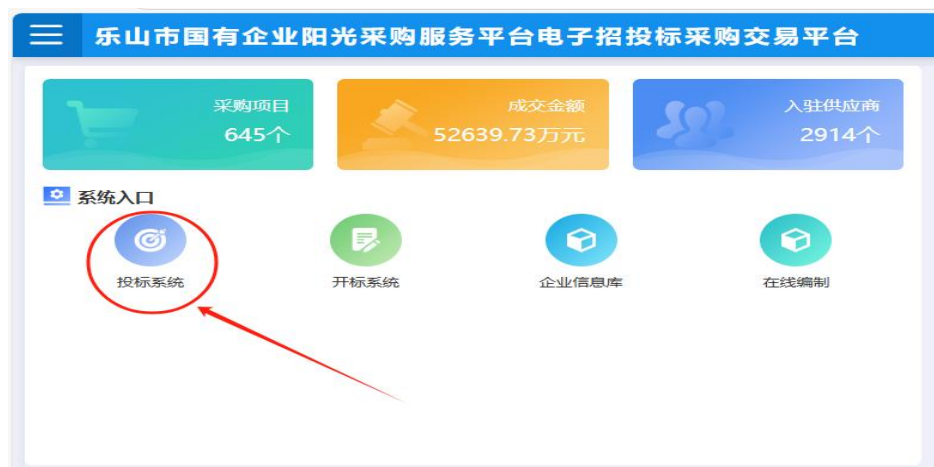 乐山市国有企业阳光采购服务平台电子招投标采购交易平台
采购项目
645个
成交金额
52639.73万元
入驻供应商
2914个
系统入口
投标系统
开标系统
企业信息库
在线编制